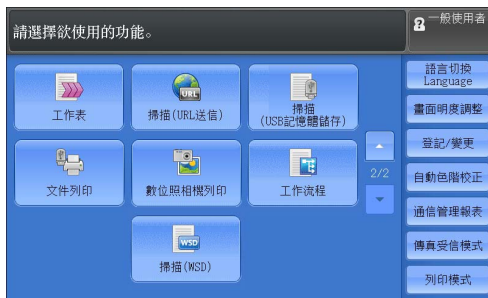 請選擇欲使用的功能。
一般使用者
語言切換
Language
工作表
URL
掃描(URL送信)
掃描
(USB記憶體儲存)
畫面明度調整
登記/變更
2/2
文件列印
數位照相機列印
工作流程
自動色階校正
通信管理報表
WSD
掃描(WSD)
傳真受信模式
列印模式